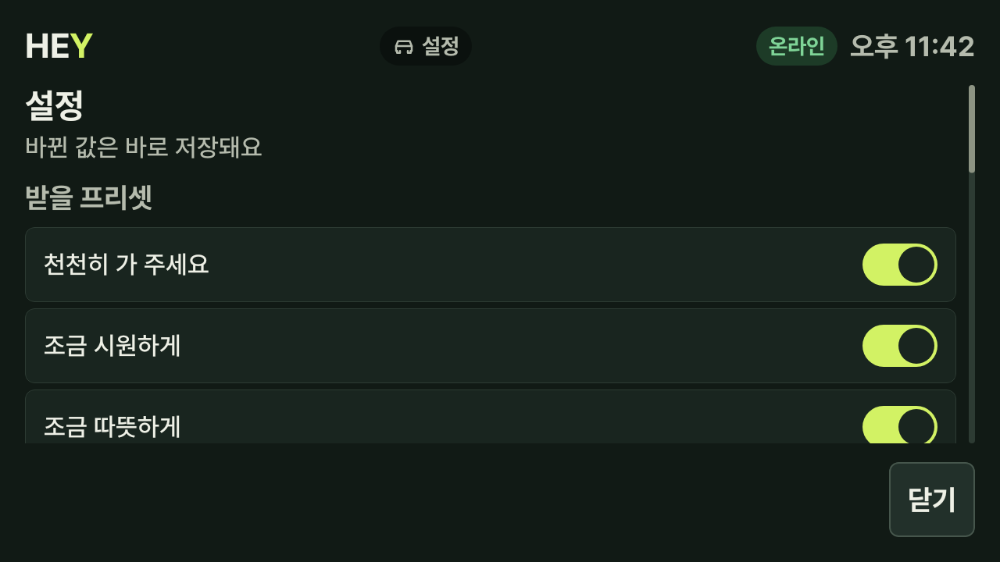 HEY
설정
온라인
오후 11:42
설정
바뀐 값은 바로 저장돼요
받을 프리셋
천천히 가 주세요
조금 시원하게
조금 따뜻하게
닫기